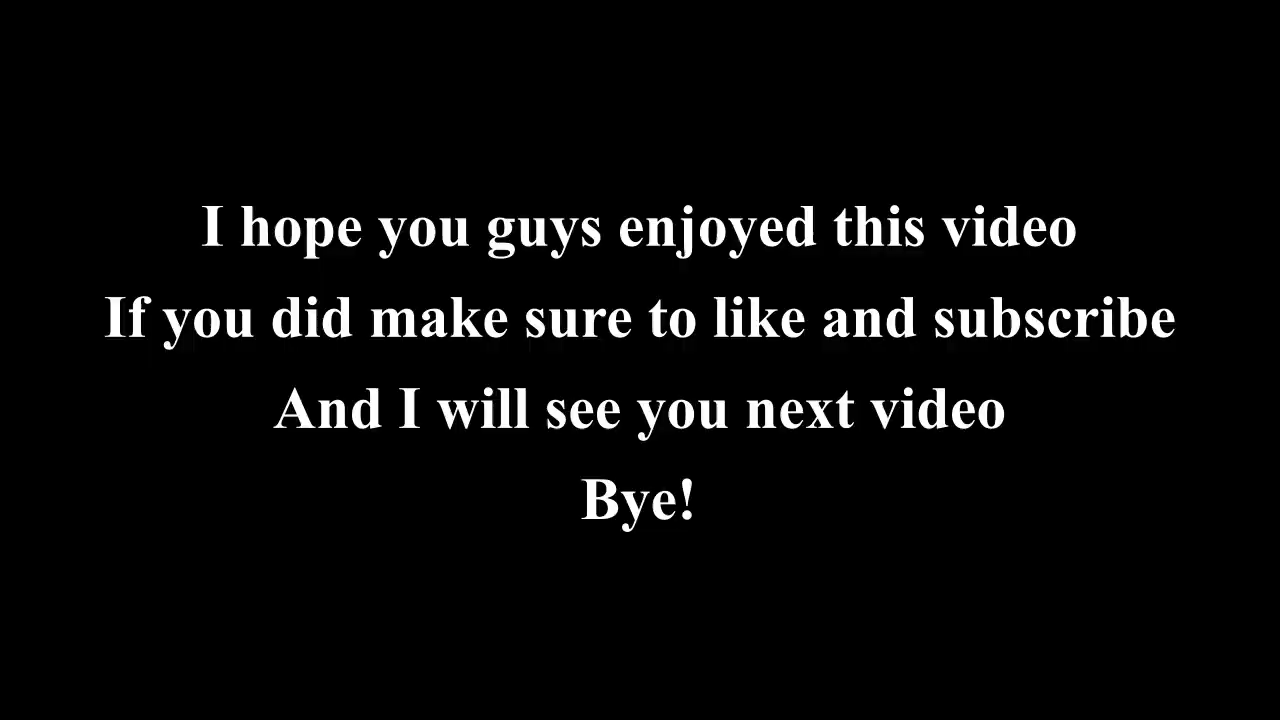 I hope you guys enjoyed this video
If you did make sure to like and subscribe
And I will see you next video
Bye!